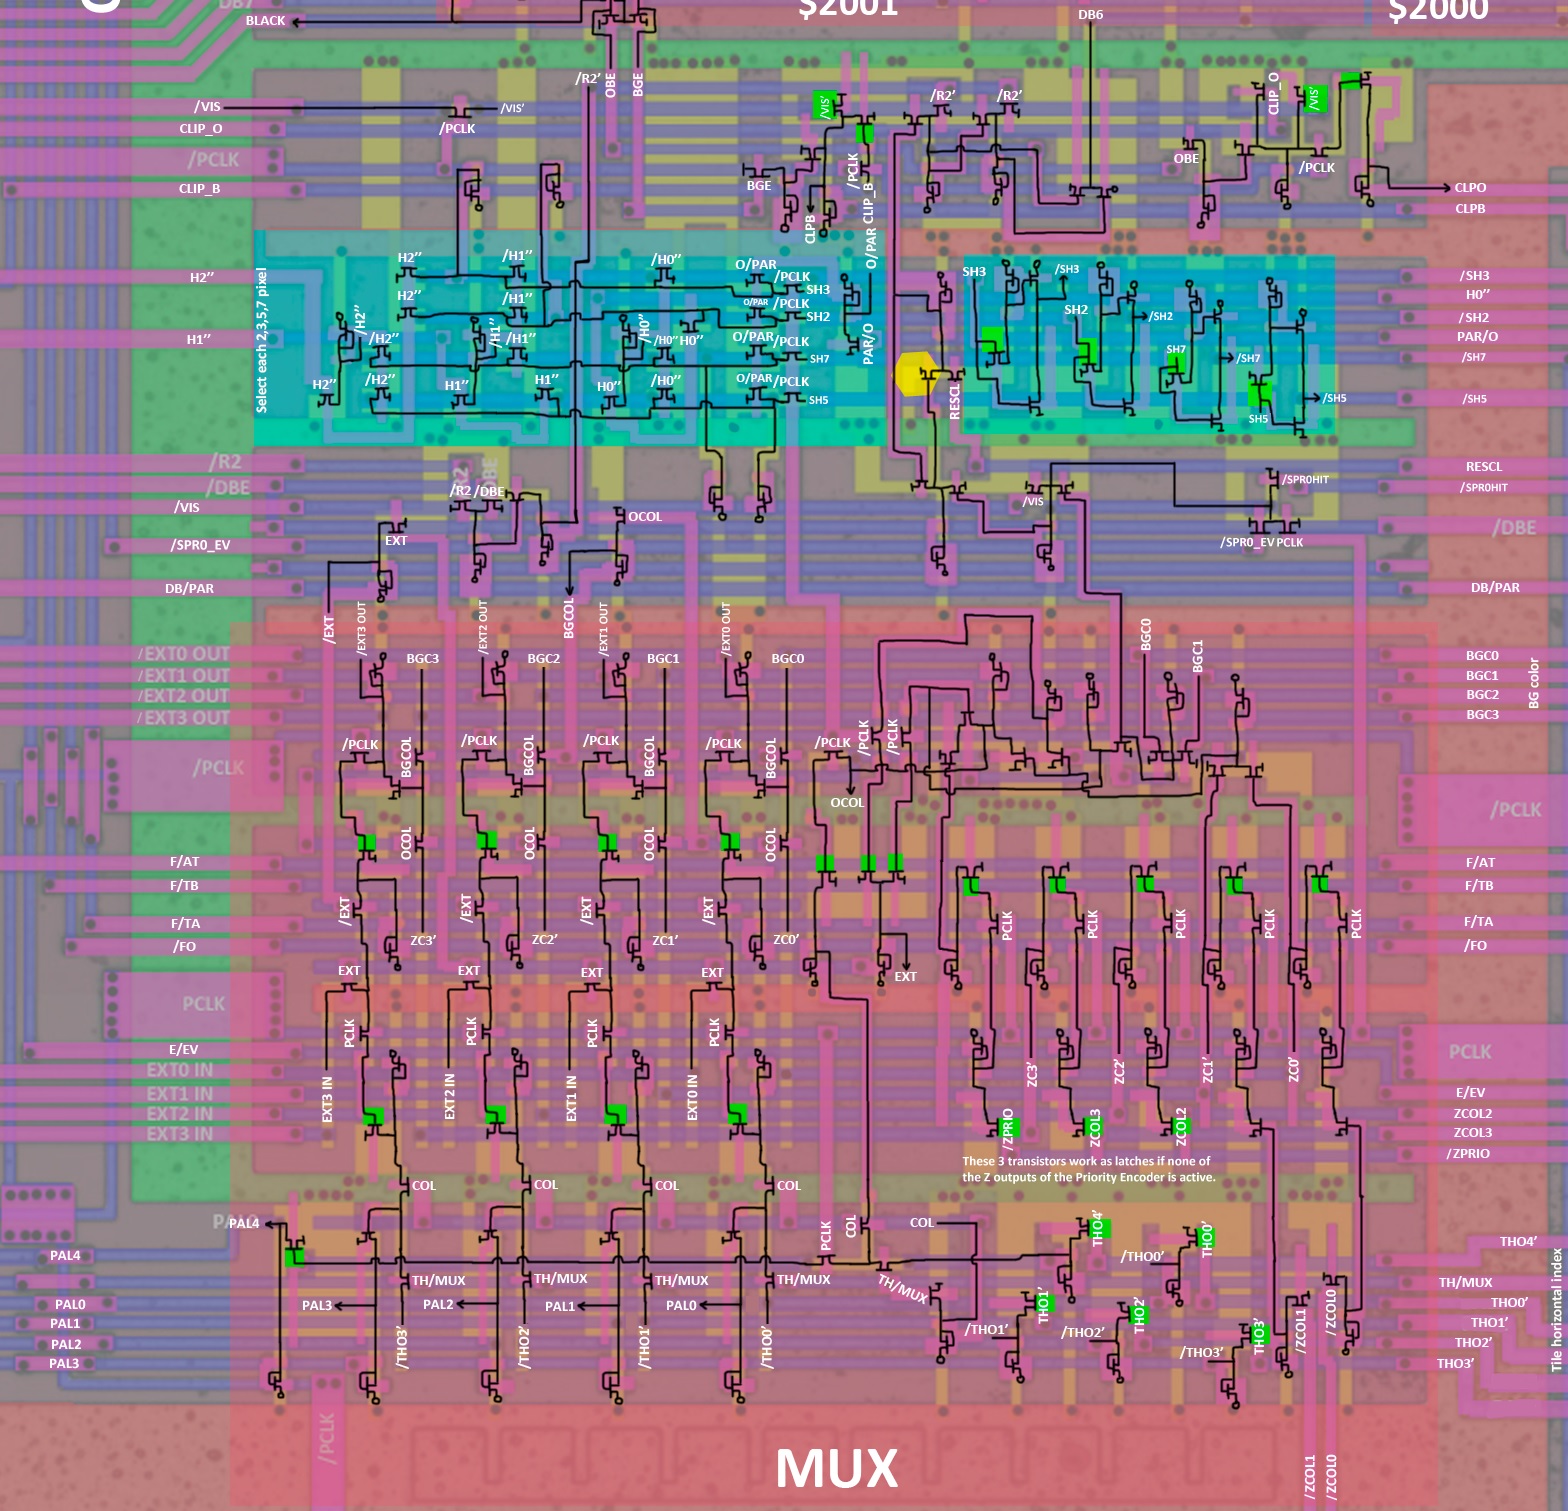 DB7
$2001
$2000
BLACK
DB6
/R2'
OBE
BGE
/VIS
/VIS'
/PCLK
CLIP_O
/PCLK
CLIP_B
/VIS'
/PCLK
CLIP_B
BGE
CLPB
O/PAR
/R2'
/R2'
CLIP_O
/VIS'
OBE
/PCLK
CLPO
CLPB
Select each 2,3,5,7 pixel
H2''
H1''
H2''
/H1''
/H0''
O/PAR
/PCLK
SH3
H2''
/H1''
O/PAR
/PCLK
SH2
/H2''
/H2''
/H1''
/H1''
/H0''
/H0''
H0''
O/PAR
/PCLK
SH7
H2''
/H2''
H1''
H1''
H0''
/H0''
O/PAR
/PCLK
SH5
PAR/O
RESCL
SH3
/SH3
SH2
/SH2
SH7
/SH7
SH5
/SH5
/SH3
H0''
/SH2
PAR/O
/SH7
/SH5
/R2
/DBE
/VIS
/SPR0_EV
DB/PAR
R2
DBE
/R2
/DBE
EXT
OCOL
/VIS
/SPR0HIT
/SPR0_EV
PCLK
RESCL
/SPR0HIT
/DBE
DB/PAR
/EXT
/EXT3 OUT
/EXT2 OUT
BGCOL
/EXT1 OUT
/EXT0 OUT
BGC3
BGC2
BGC1
BGC0
BGC0
BGC1
/EXT0 OUT
/EXT1 OUT
/EXT2 OUT
/EXT3 OUT
BGC0
BGC1
BGC2
BGC3
BG color
/PCLK
/PCLK
BGCOL
/PCLK
BGCOL
/PCLK
BGCOL
/PCLK
BGCOL
/PCLK
/PCLK
/PCLK
OCOL
/PCLK
OCOL
OCOL
OCOL
OCOL
F/AT
F/TB
F/TA
/FO
F/AT
F/TB
F/TA
/FO
/EXT
/EXT
/EXT
/EXT
ZC3'
ZC2'
ZC1'
ZC0'
EXT
PCLK
PCLK
PCLK
PCLK
PCLK
EXT
EXT
EXT
EXT
PCLK
PCLK
PCLK
PCLK
PCLK
PCLK
E/EV
EXT0 IN
EXT1 IN
EXT2 IN
EXT3 IN
EXT3 IN
EXT2 IN
EXT1 IN
EXT0 IN
ZC3'
ZC2'
ZC1'
ZC0'
/ZPRIO
ZCOL3
ZCOL2
E/EV
ZCOL2
ZCOL3
/ZPRIO
These 3 transistors work as latches if none of
the Z outputs of the Priority Encoder is active.
COL
COL
COL
COL
PAL4
PCLK
COL
COL
THO4'
/THO0'
THO0'
THO4'
PAL4
PAL0
PAL1
PAL2
PAL3
TH/MUX
TH/MUX
TH/MUX
TH/MUX
TH/MUX
PAL3
PAL2
PAL1
PAL0
/THO3'
/THO2'
/THO1'
/THO0'
/THO1'
THO1'
/THO2'
THO2'
/THO3'
THO3'
/ZCOL1
/ZCOL0
TH/MUX
THO0'
THO1'
THO2'
THO3'
Tile horizontal index
/PCLK
MUX
/ZCOL1
/ZCOL0